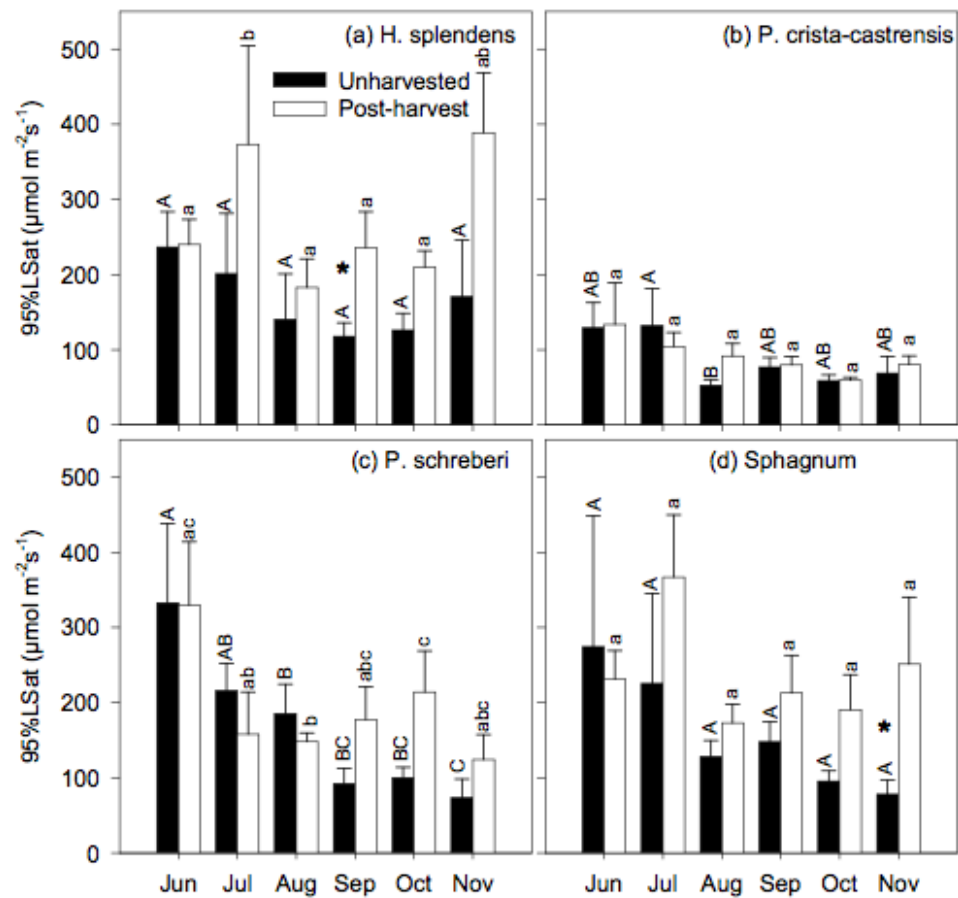 (a) H. splendens
(b) P. crista-castrensis
Unharvested
Post-harvest
95%LSat (µmol m⁻²s⁻¹)
500
400
300
200
100
0
A a A b A a * A a A a A ab
AB a A a B a AB a AB a AB a
(c) P. schreberi
(d) Sphagnum
95%LSat (µmol m⁻²s⁻¹)
500
400
300
200
100
0
A ac AB ab B b BC abc BC c C abc
A a A a A a A a A a * A a
Jun Jul Aug Sep Oct Nov
Jun Jul Aug Sep Oct Nov